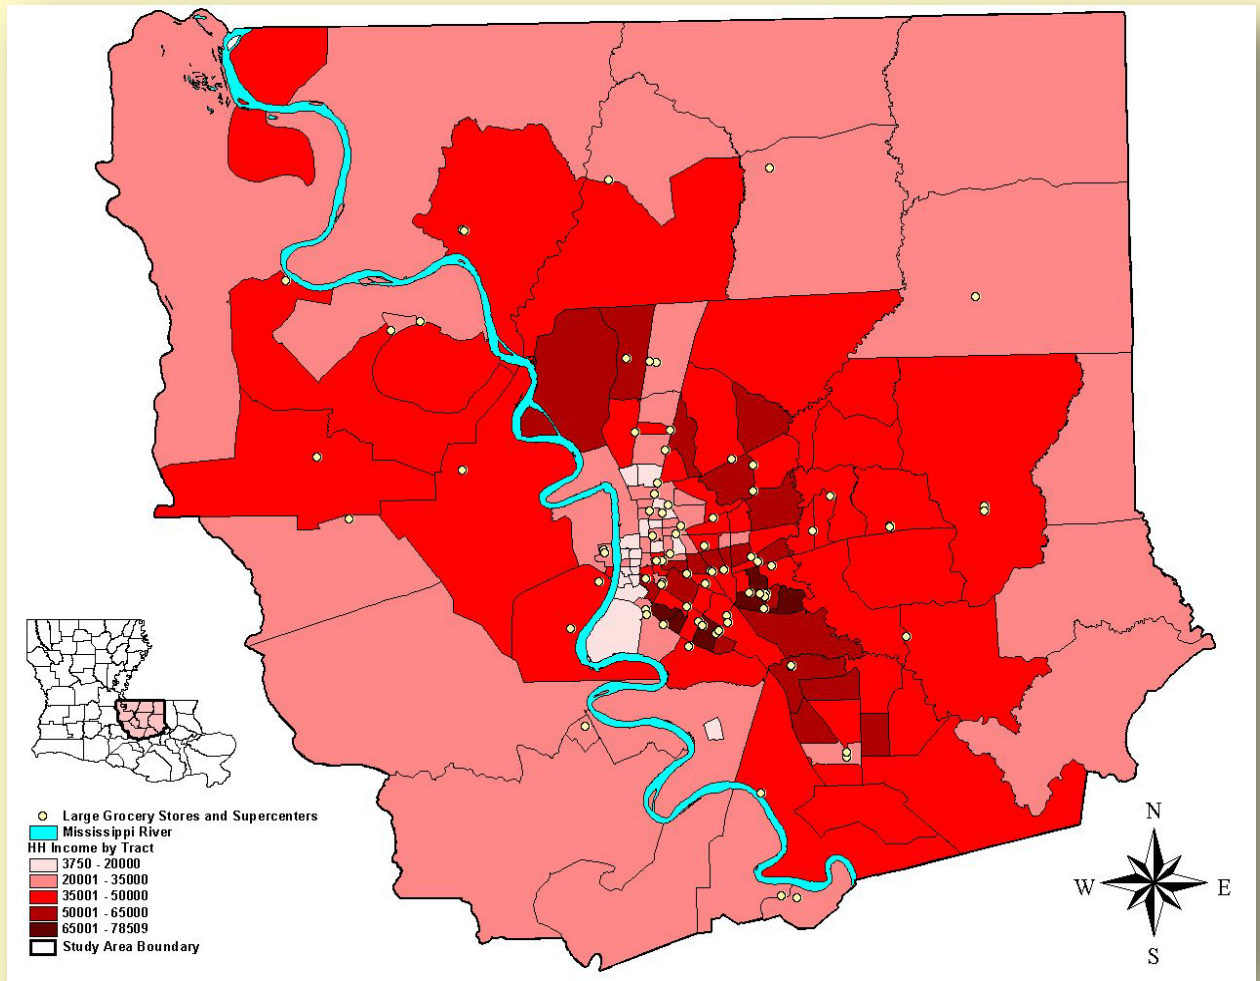 Large Grocery Stores and Supercenters
Mississippi River
HH Income by Tract
3750 - 20000
20001 - 35000
35001 - 50000
50001 - 65000
65001 - 78509
Study Area Boundary
N
W E
S